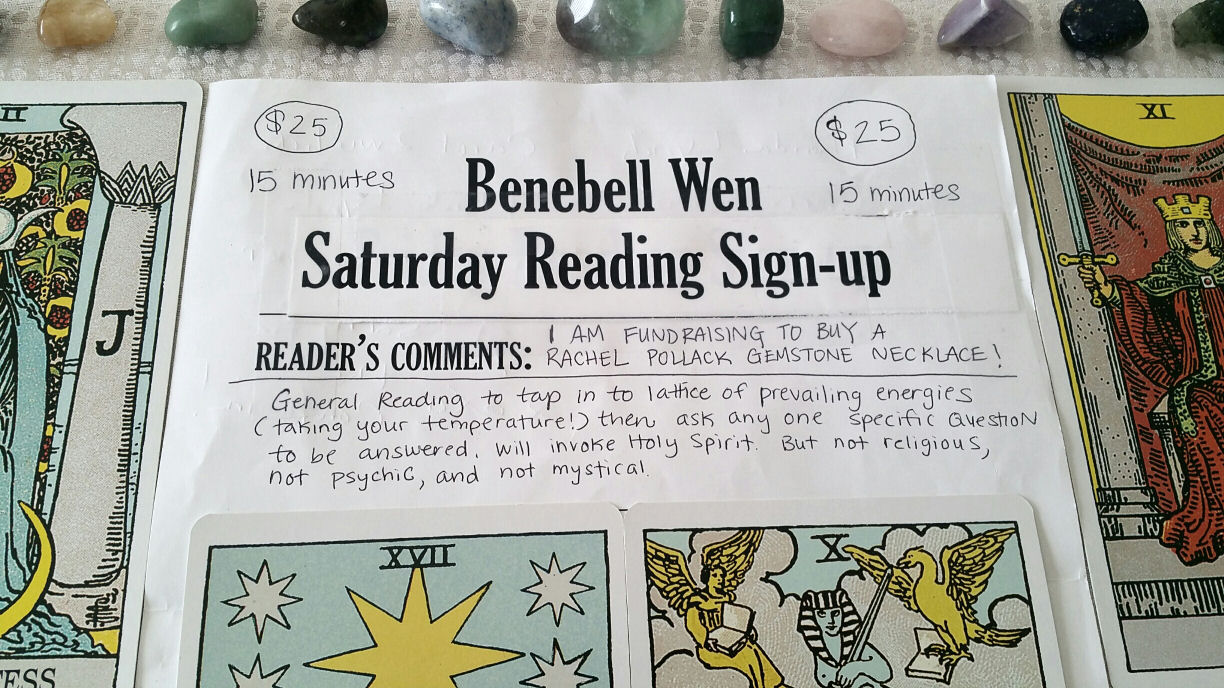 $25
$25
15 minutes
Benebell Wen
15 minutes
Saturday Reading Sign-up
READER'S COMMENTS: I AM FUNDRAISING TO BUY A
RACHEL POLLACK GEMSTONE NECKLACE!
General Reading to tap in to lattice of prevailing energies
(taking your temperature!) then ask any one specific QuestioN
to be answered. Will invoke Holy Spirit. But not religious,
not psychic, and not mystical.
II
J
ESS
XI
XVII
X